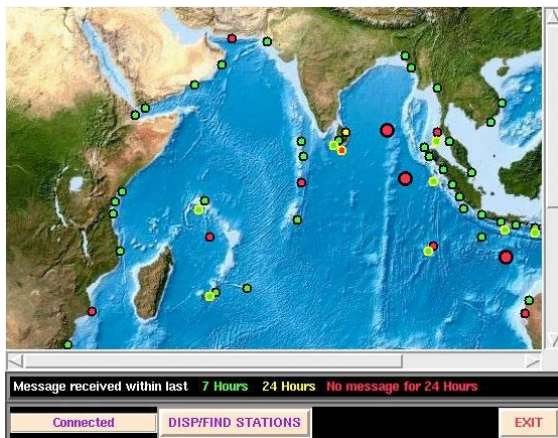 Message received within last 7 Hours 24 Hours No message for 24 Hours
Connected DISP/FIND STATIONS EXIT